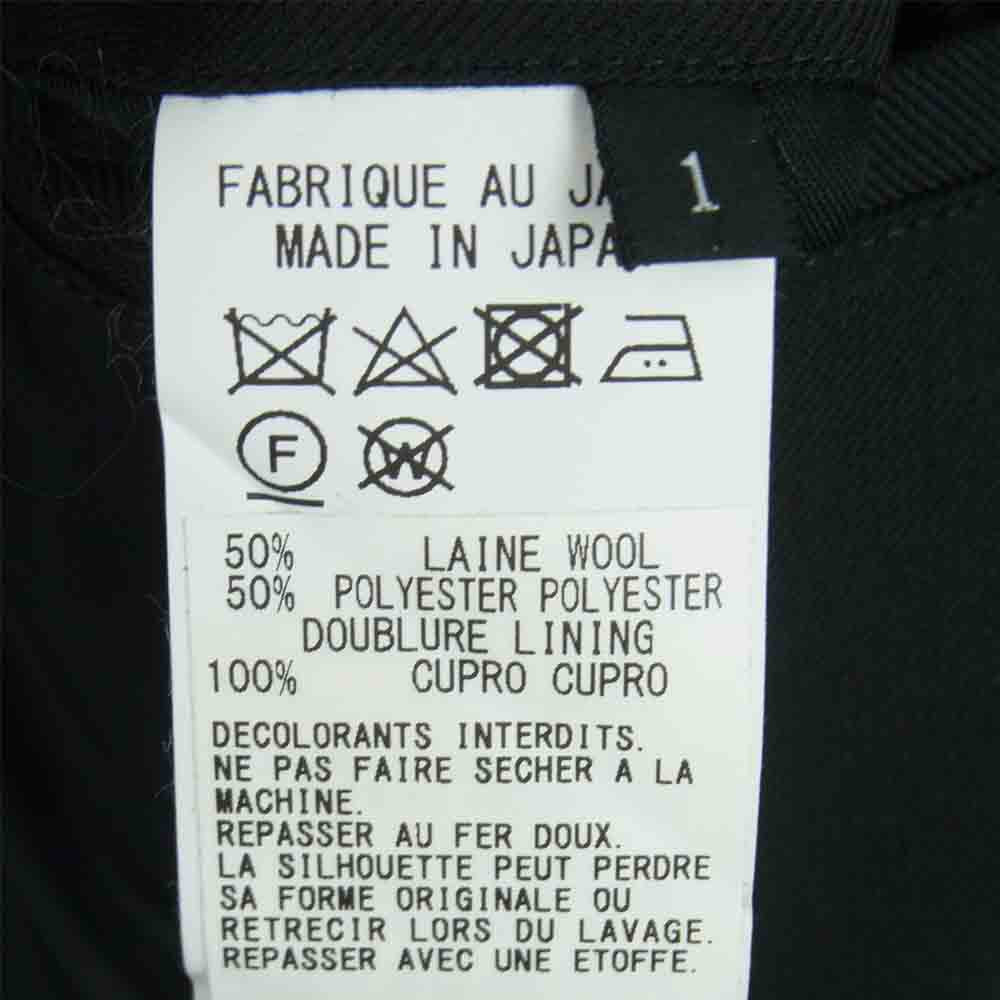 FABRIQUE AU
1
MADE IN
F
W
50% LAINE WOOL
50% POLYESTER POLYESTER
DOUBLURE LINING
100% CUPRO CUPRO
DECOLORANTS INTERDITS.
NE PAS FAIRE SECHER A LA
MACHINE.
REPASSER AU FER DOUX.
LA SILHOUETTE PEUT PERDRE
SA FORME ORIGINALE OU
RETRECIR LORS DU LAVAGE.
REPASSER AVEC UNE ETOFFE.